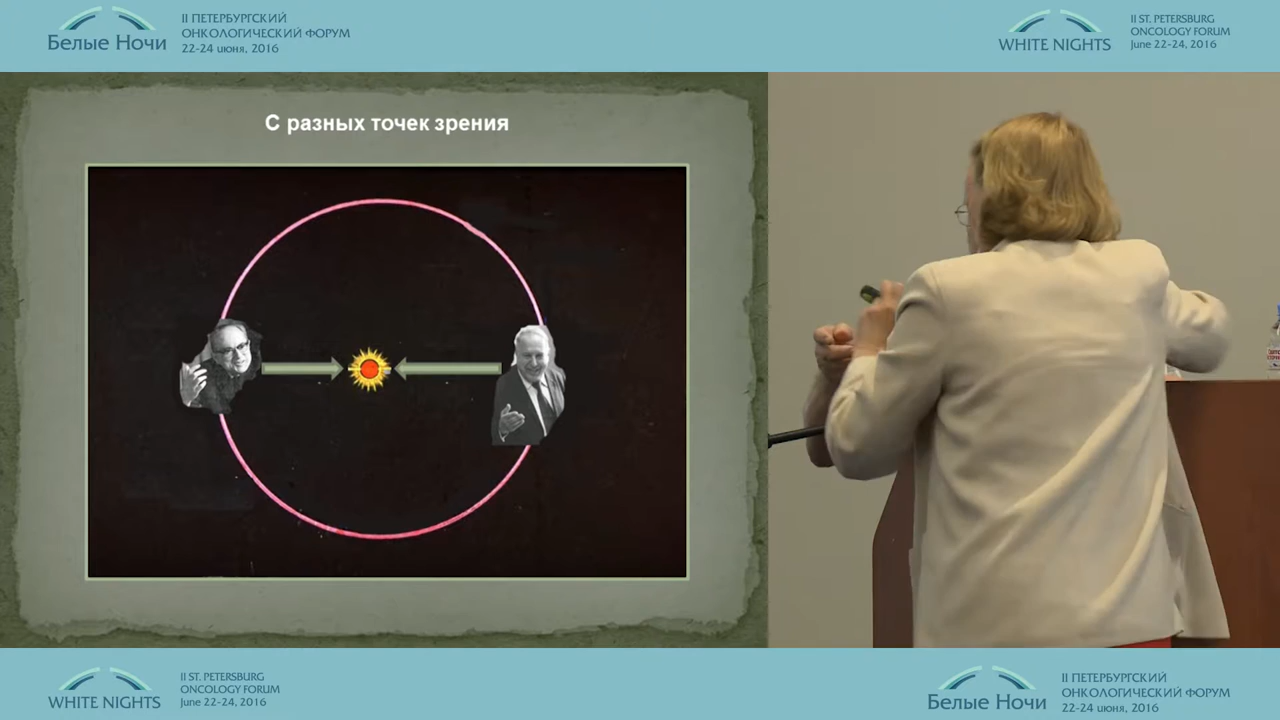 Белые Ночи
II ПЕТЕРБУРГСКИЙ
ОНКОЛОГИЧЕСКИЙ ФОРУМ
22-24 июня, 2016
WHITE NIGHTS
II ST. PETERSBURG
ONCOLOGY FORUM
June 22-24, 2016
С разных точек зрения
WHITE NIGHTS
II ST. PETERSBURG
ONCOLOGY FORUM
June 22-24, 2016
Белые Ночи
II ПЕТЕРБУРГСКИЙ
ОНКОЛОГИЧЕСКИЙ ФОРУМ
22-24 июня, 2016